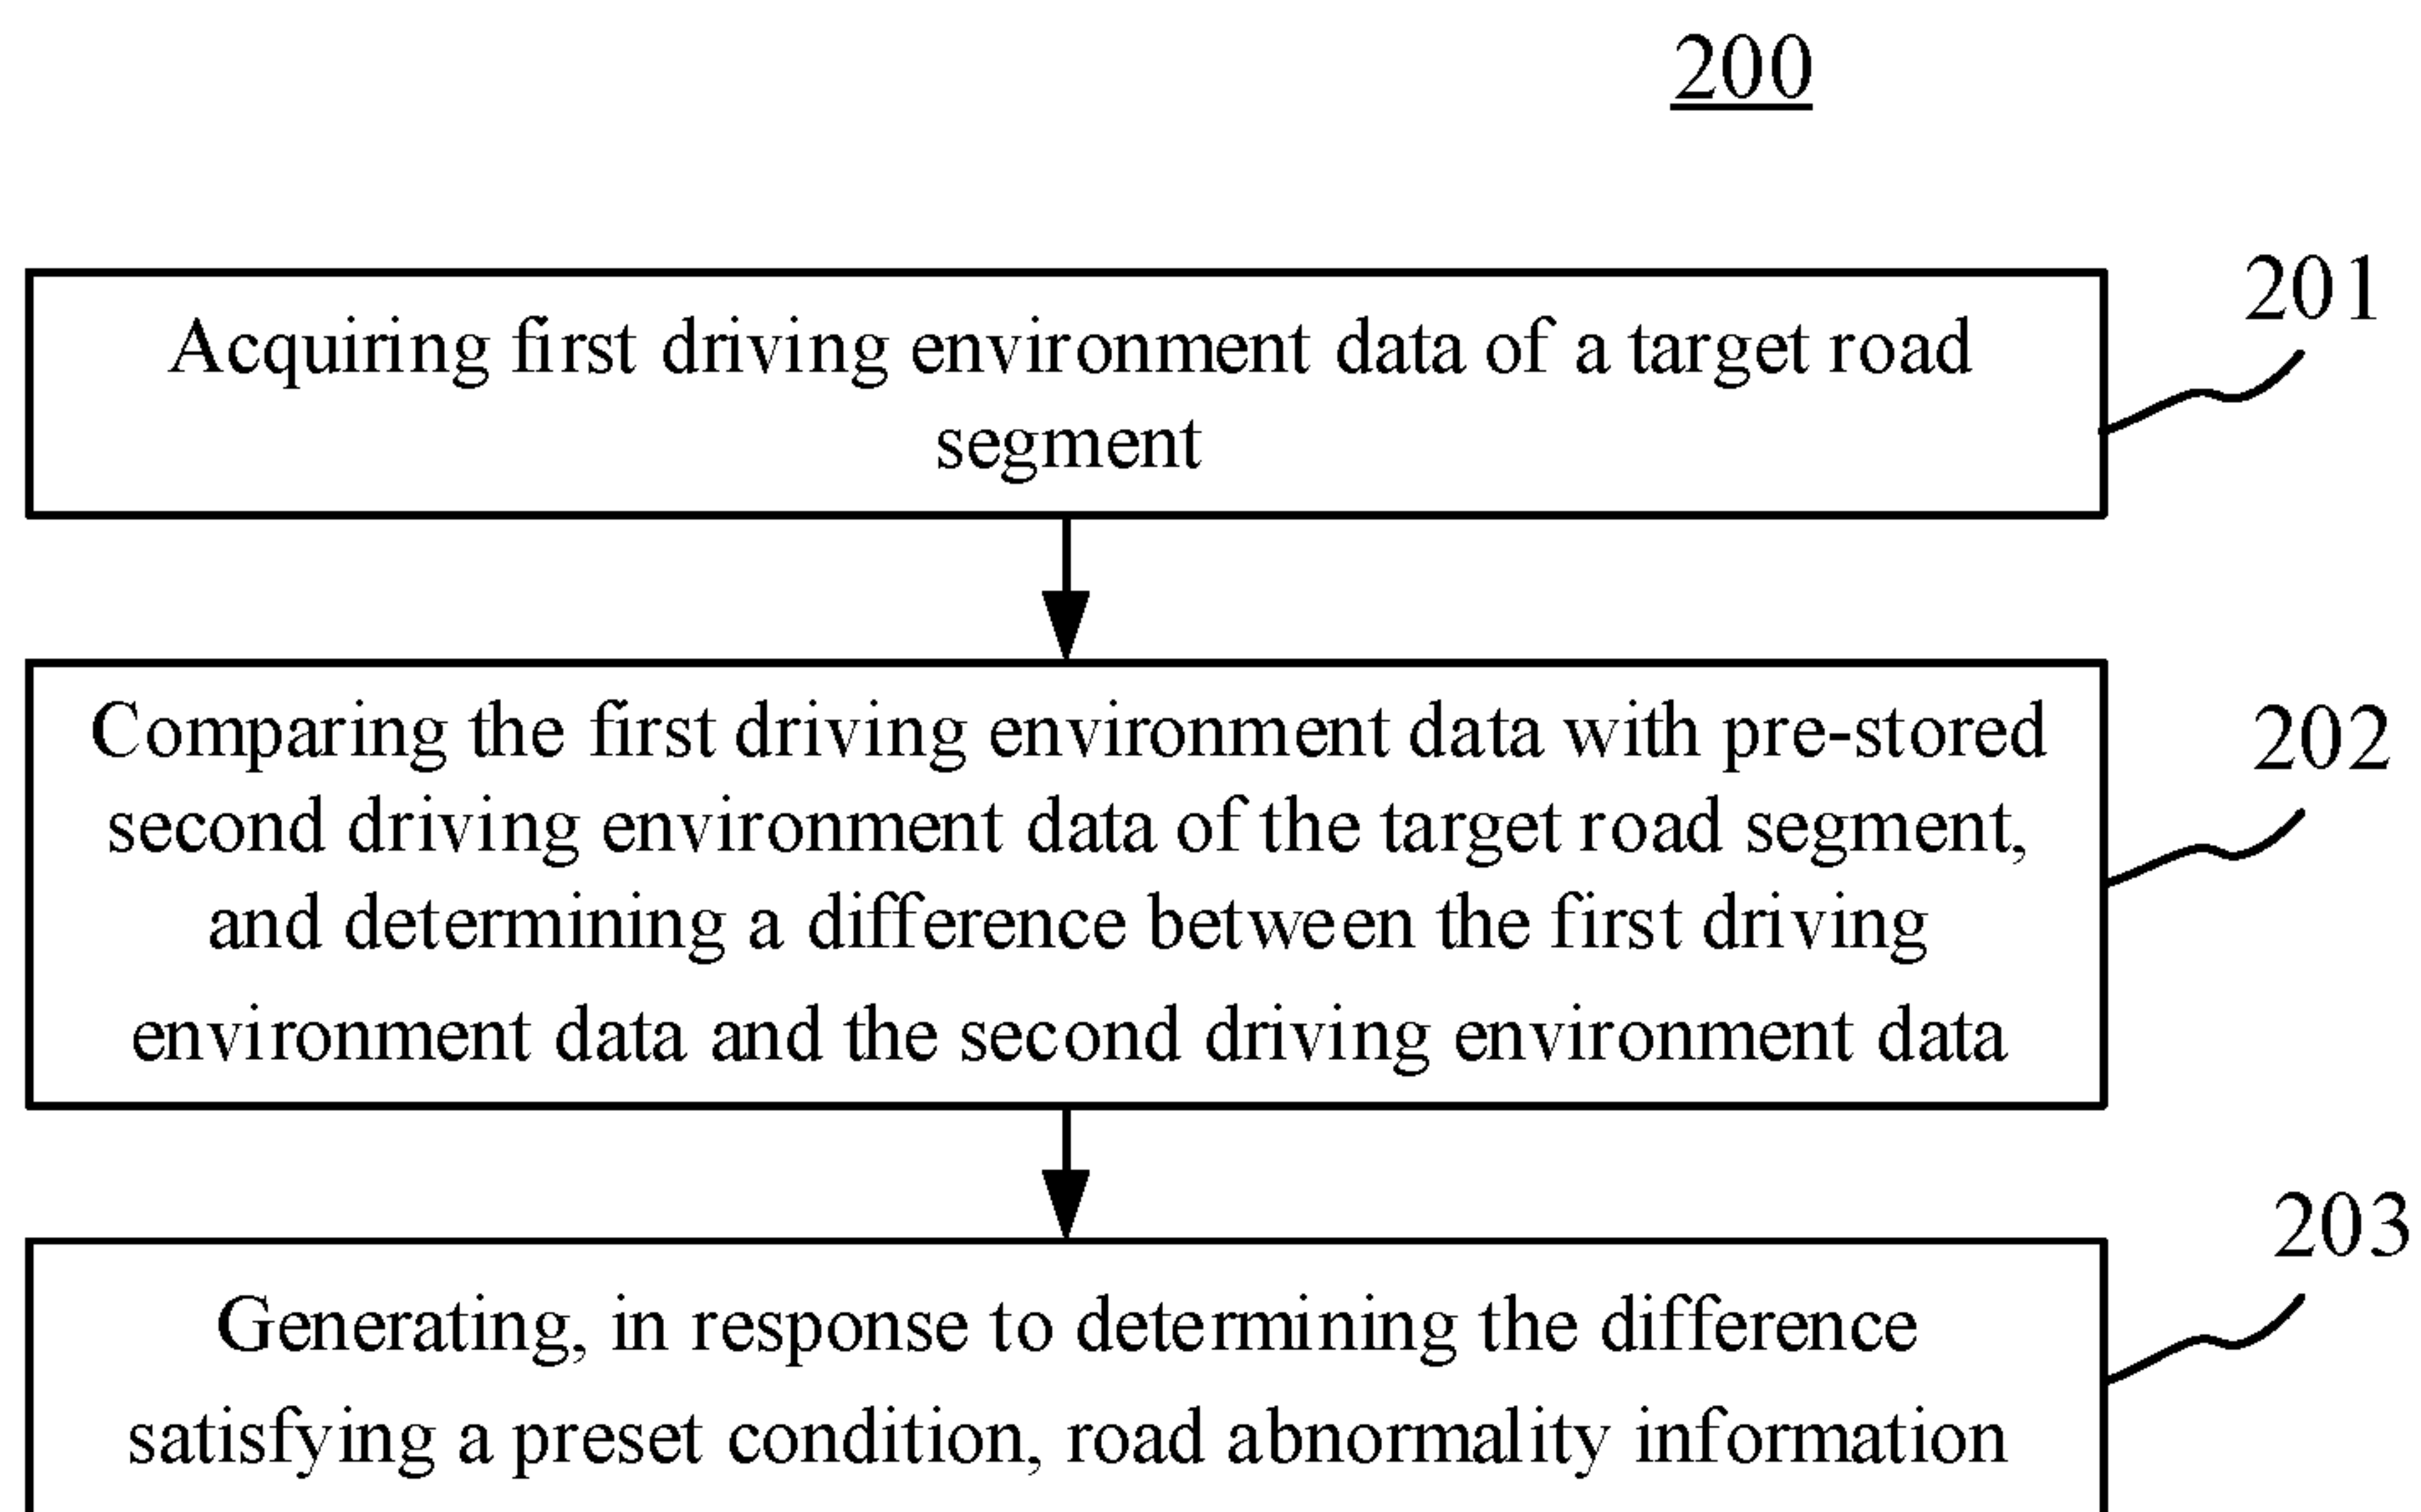 200
201
Acquiring first driving environment data of a target road
segment
202
Comparing the first driving environment data with pre-stored
second driving environment data of the target road segment,
and determining a difference between the first driving
environment data and the second driving environment data
203
Generating, in response to determining the difference
satisfying a preset condition, road abnormality information